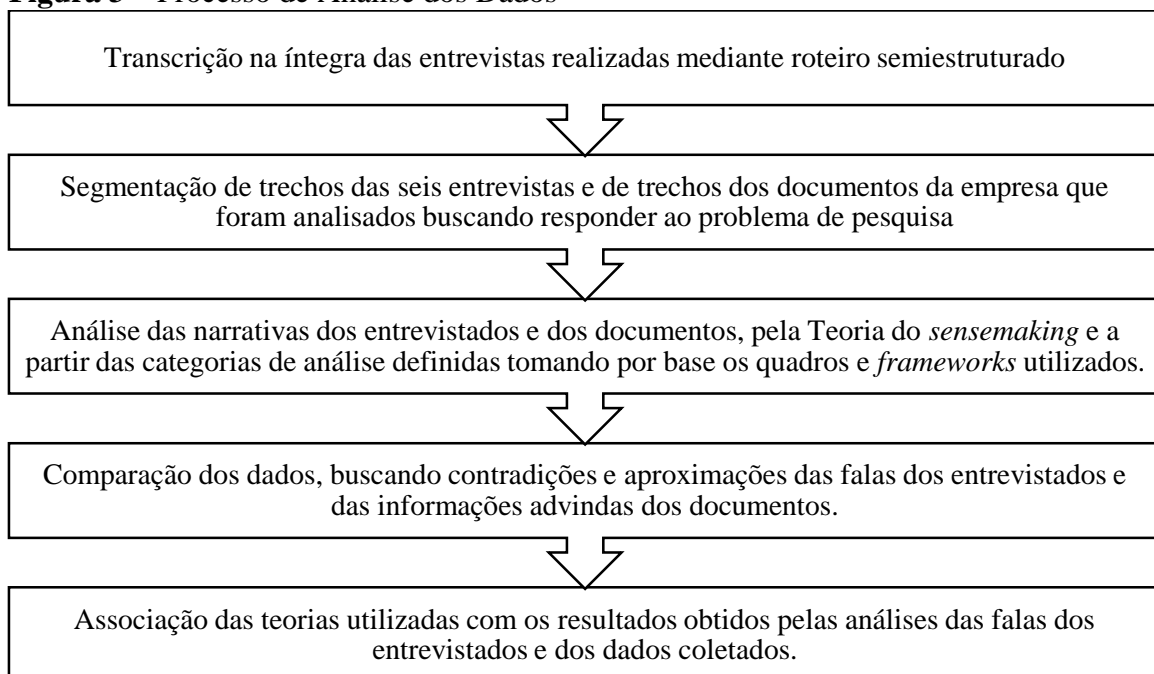 Processo de Análise dos Dados
Transcrição na íntegra das entrevistas realizadas mediante roteiro semiestruturado
Segmentação de trechos das seis entrevistas e de trechos dos documentos da empresa que
foram analisados buscando responder ao problema de pesquisa
Análise das narrativas dos entrevistados e dos documentos, pela Teoria do sensemaking e a
partir das categorias de análise definidas tomando por base os quadros e frameworks utilizados.
Comparação dos dados, buscando contradições e aproximações das falas dos entrevistados e
das informações advindas dos documentos.
Associação das teorias utilizadas com os resultados obtidos pelas análises das falas dos
entrevistados e dos dados coletados.